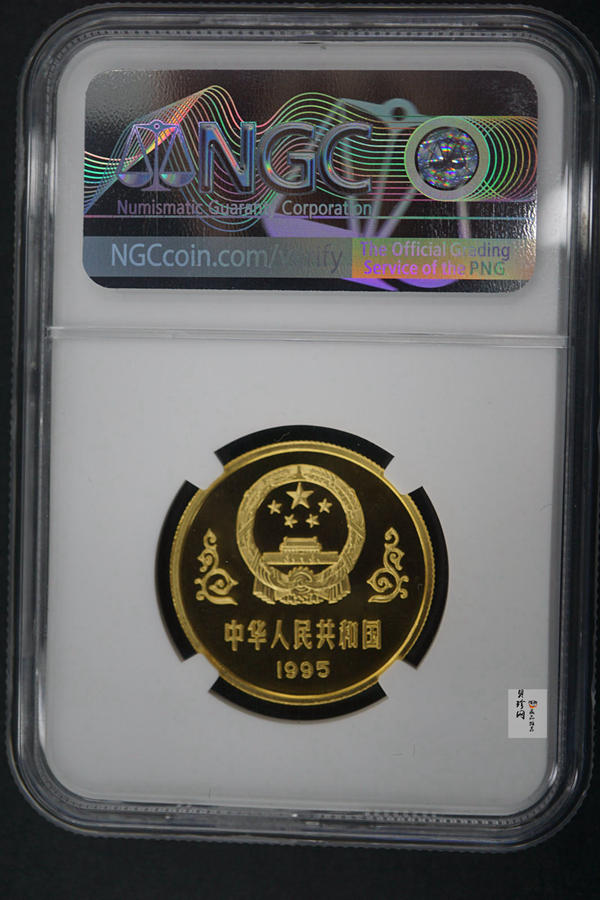 NGC
Numismatic Guaranty Corporation
NGCcoin.com/verify
The Official Grading
Service of the PNG
中华人民共和国
1995